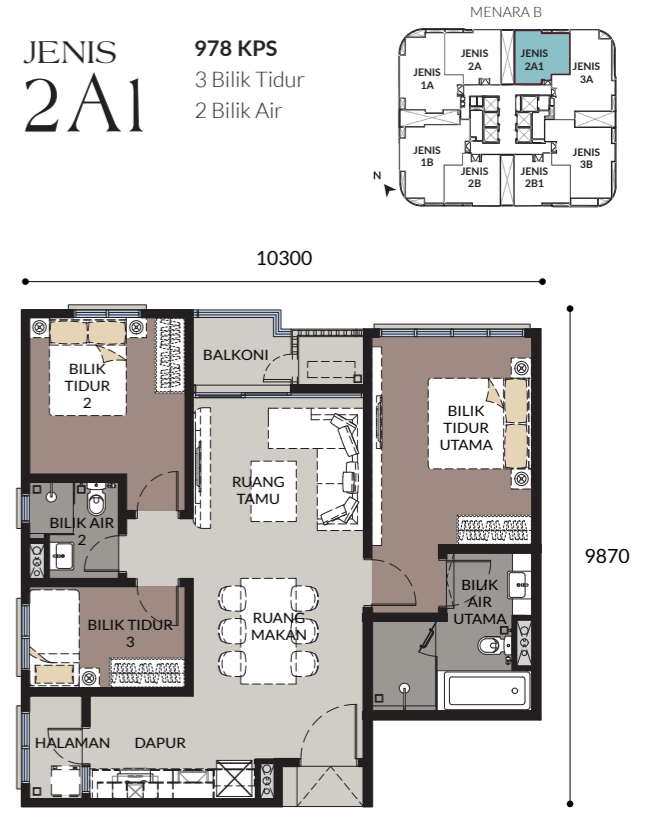 MENARA B
JENIS
2A1
978 KPS
3 Bilik Tidur
2 Bilik Air
JENIS
1A
JENIS
2A
JENIS
2A1
JENIS
3A
JENIS
1B
JENIS
2B
JENIS
2B1
JENIS
3B
N
10300
9870
BALKONI
BILIK
TIDUR
2
BILIK
TIDUR
UTAMA
RUANG
TAMU
BILIK AIR
2
BILIK
AIR
UTAMA
BILIK TIDUR
3
RUANG
MAKAN
HALAMAN
DAPUR